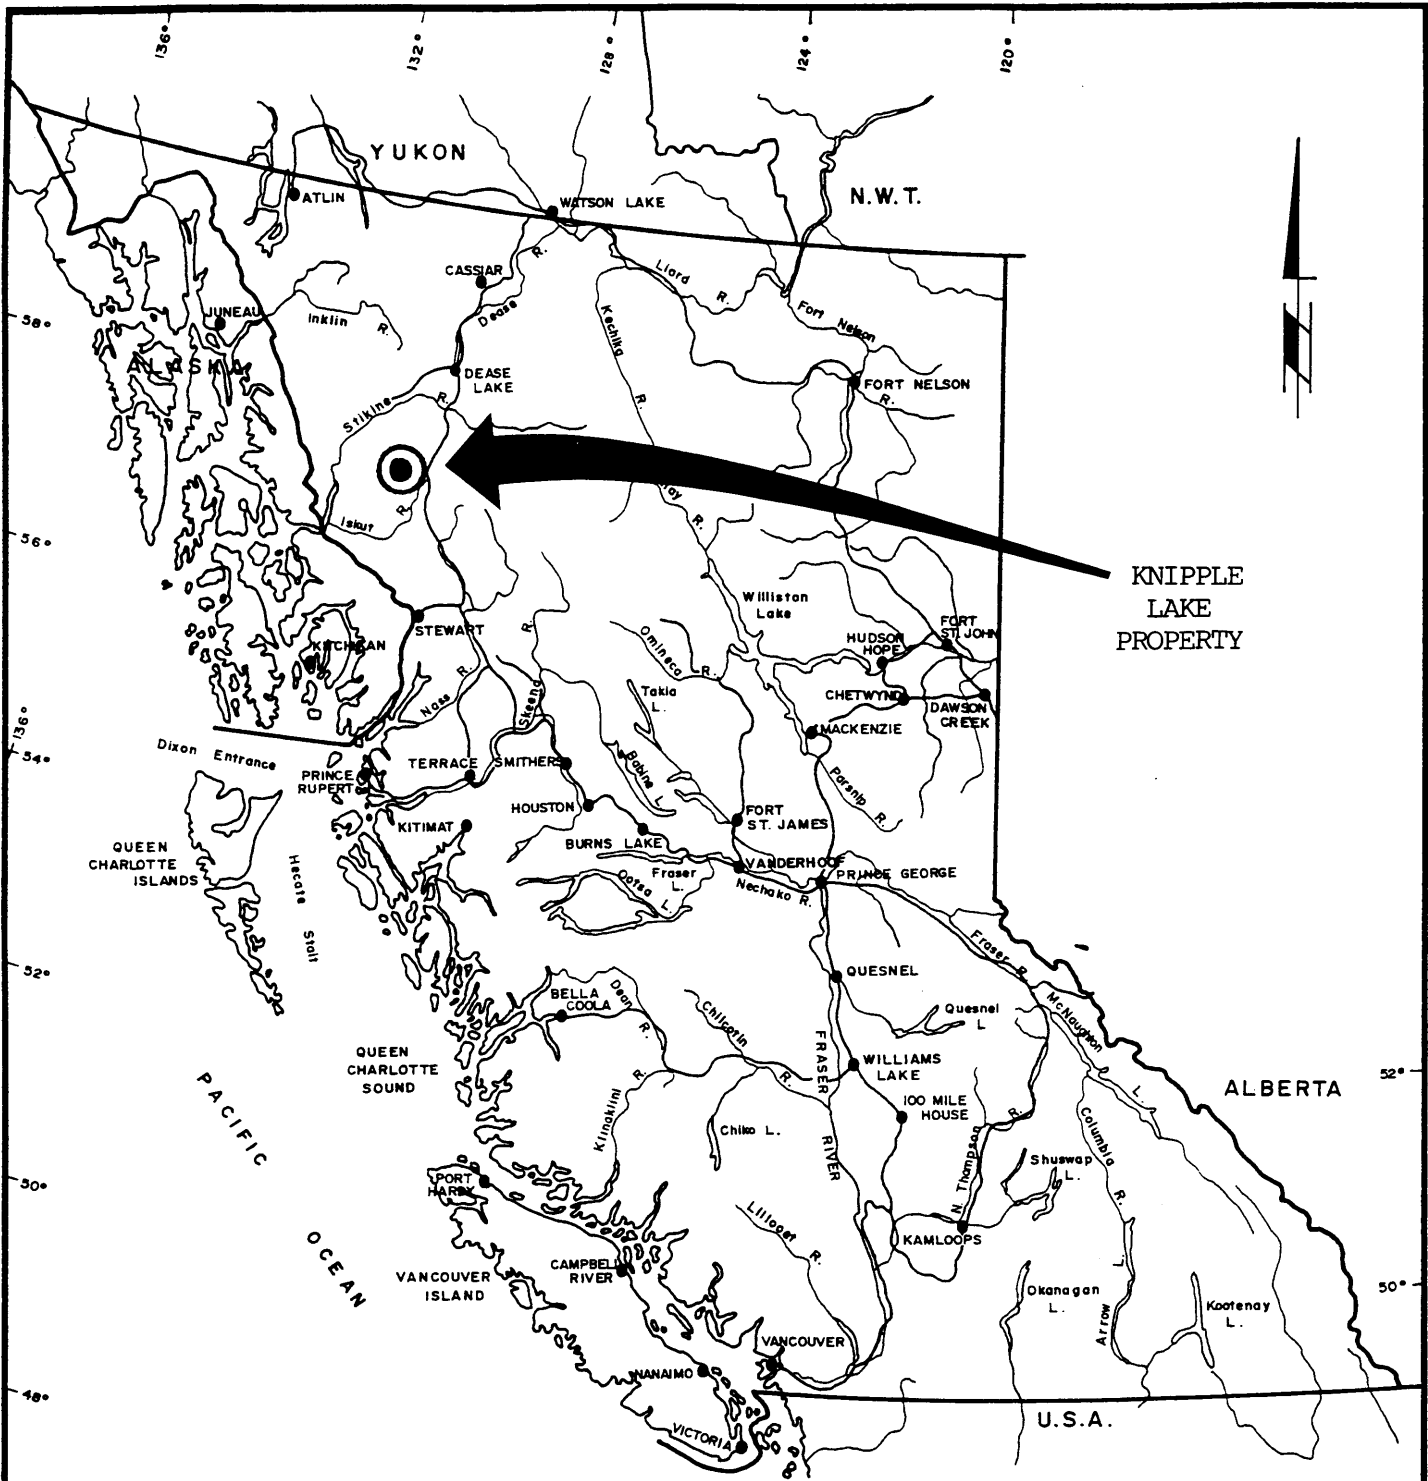 136°
132°
128°
124°
120°
YUKON
N.W.T.
ATLIN
WATSON LAKE
CASSIAR
R.
Dease
Liard
R.
Kechika
R.
Fort Nelson
R.
FORT NELSON
58°
JUNEAU
Inklin
R.
ALASKA
DEASE
LAKE
Stikine
R.
Iskut
R.
R.
56°
KNIPPLE
LAKE
PROPERTY
Williston
Lake
STEWART
R.
Omineca
R.
HUDSON
HOPE
FORT
ST. JOHN
KETCHIKAN
Nass
R.
Skeena
Takla
L.
CHETWYND
DAWSON
CREEK
MACKENZIE
136°
54°
Dixon Entrance
PRINCE
RUPERT
TERRACE
SMITHERS
Babine
L.
Parsnip
R.
HOUSTON
FORT
ST. JAMES
KITIMAT
BURNS LAKE
QUEEN
CHARLOTTE
ISLANDS
Hecate
Stait
VANDERHOOF
Fraser
L.
Ootsa
L.
Nechako R.
PRINCE GEORGE
Fraser R.
52°
QUESNEL
Quesnel
L
McNaughton
L.
BELLA
COOLA
Dean
R.
Chilcotin
R.
QUEEN
CHARLOTTE
SOUND
FRASER
RIVER
WILLIAMS
LAKE
100 MILE
HOUSE
ALBERTA
52°
PACIFIC
OCEAN
Klinaklini
R.
Chiko L.
N. Thompson
R.
Shuswap
L.
Columbia
R.
50°
PORT
HARDY
Lillooet
R.
KAMLOOPS
VANCOUVER
ISLAND
CAMPBELL
RIVER
Okanagan
L.
Arrow
L.
Kootenay
L.
50°
VANCOUVER
NANAIMO
48°
VICTORIA
U.S.A.